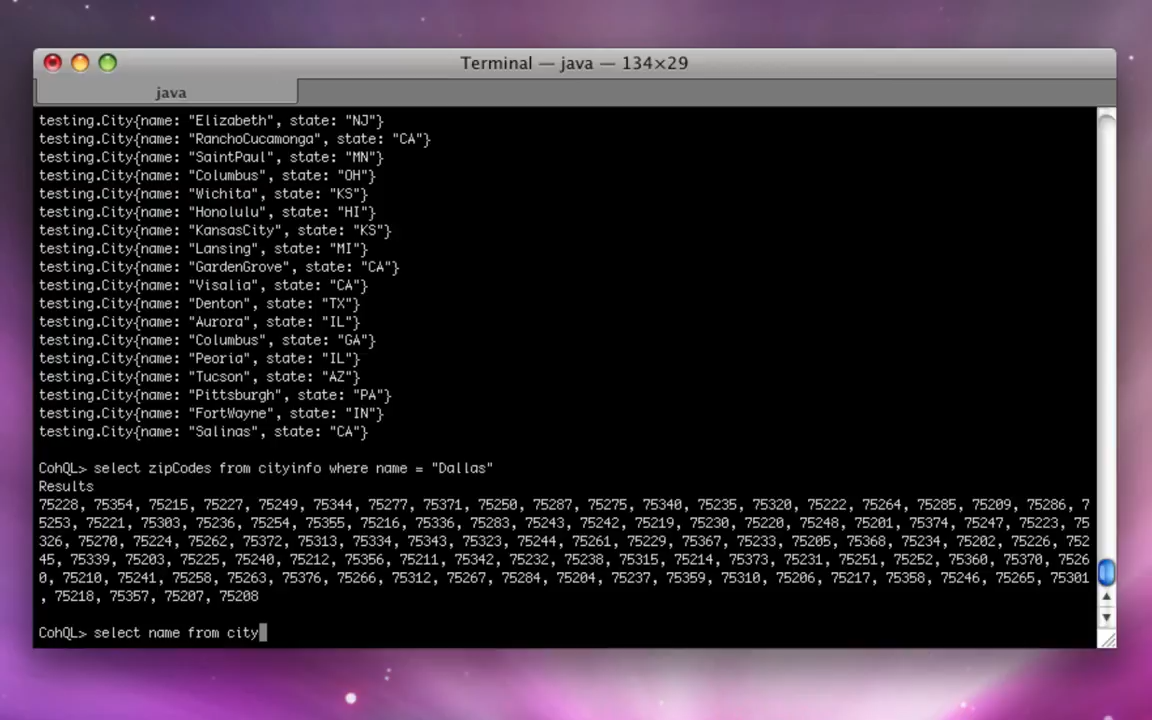 Terminal — java — 134×29
java
testing.City{name: "Elizabeth", state: "NJ"}
testing.City{name: "RanchoCucamonga", state: "CA"}
testing.City{name: "SaintPaul", state: "MN"}
testing.City{name: "Columbus", state: "OH"}
testing.City{name: "Wichita", state: "KS"}
testing.City{name: "Honolulu", state: "HI"}
testing.City{name: "KansasCity", state: "KS"}
testing.City{name: "Lansing", state: "MI"}
testing.City{name: "GardenGrove", state: "CA"}
testing.City{name: "Visalia", state: "CA"}
testing.City{name: "Denton", state: "TX"}
testing.City{name: "Aurora", state: "IL"}
testing.City{name: "Columbus", state: "GA"}
testing.City{name: "Peoria", state: "IL"}
testing.City{name: "Tucson", state: "AZ"}
testing.City{name: "Pittsburgh", state: "PA"}
testing.City{name: "FortWayne", state: "IN"}
testing.City{name: "Salinas", state: "CA"}
CohQL> select zipCodes from cityinfo where name = "Dallas"
Results
75228, 75354, 75215, 75227, 75249, 75344, 75277, 75371, 75250, 75287, 75275, 75340, 75235, 75320, 75222, 75264, 75285, 75209, 75286, 7
5253, 75221, 75303, 75236, 75254, 75355, 75216, 75336, 75283, 75243, 75242, 75219, 75230, 75220, 75248, 75201, 75374, 75247, 75223, 75
326, 75270, 75224, 75262, 75372, 75313, 75334, 75343, 75323, 75244, 75261, 75229, 75367, 75233, 75205, 75368, 75234, 75202, 75226, 752
45, 75339, 75203, 75225, 75240, 75212, 75356, 75211, 75342, 75232, 75238, 75315, 75214, 75373, 75231, 75251, 75252, 75360, 75370, 7526
0, 75210, 75241, 75258, 75263, 75376, 75266, 75312, 75267, 75284, 75204, 75237, 75359, 75310, 75206, 75217, 75358, 75246, 75265, 75301
, 75218, 75357, 75207, 75208
CohQL> select name from city